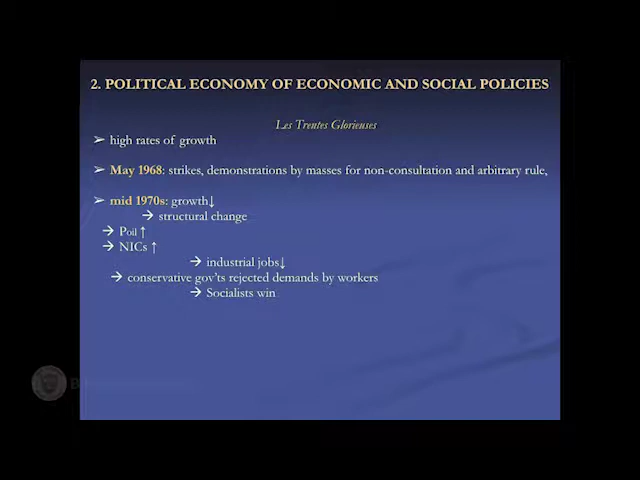 2. POLITICAL ECONOMY OF ECONOMIC AND SOCIAL POLICIES
Les Trentes Glorieuses
➢ high rates of growth
➢ May 1968: strikes, demonstrations by masses for non-consultation and arbitrary rule,
➢ mid 1970s: growth↓
→ structural change
→ Poil ↑
→ NICs ↑
→ industrial jobs↓
→ conservative gov'ts rejected demands by workers
→ Socialists win